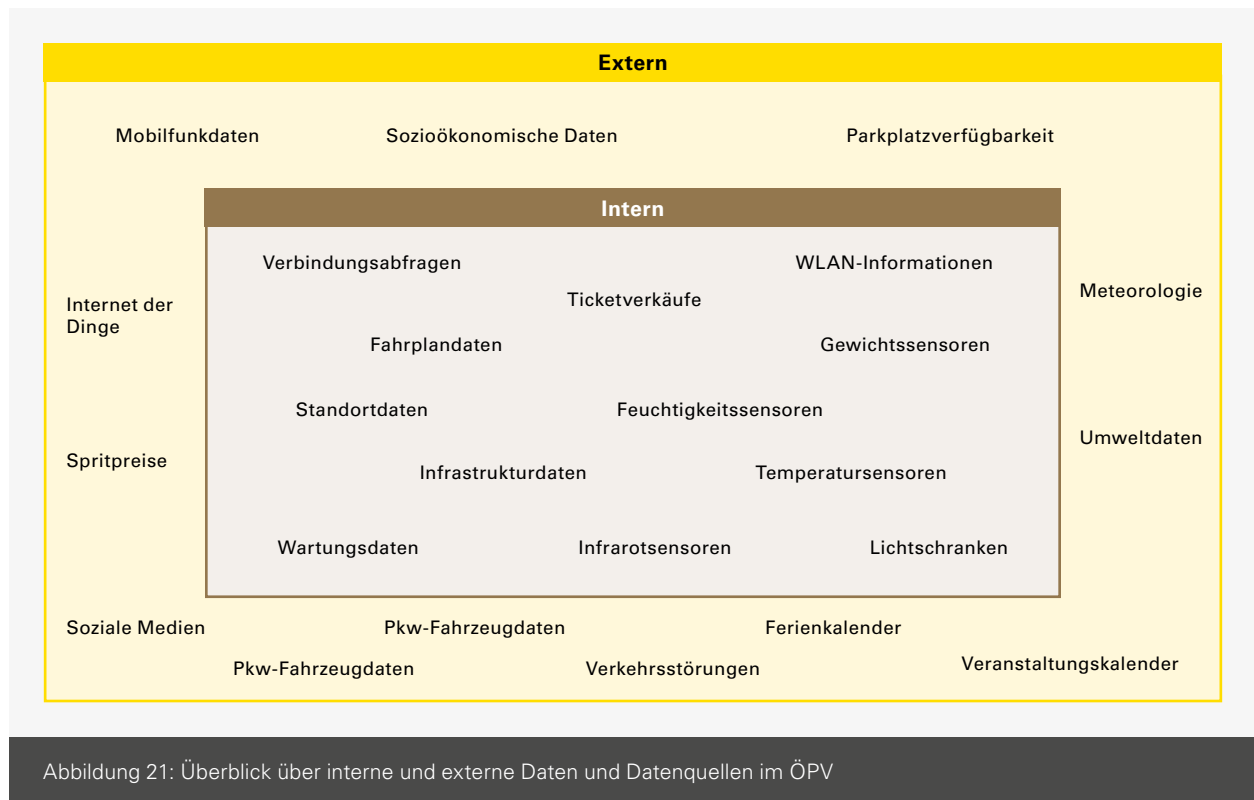 Extern
Mobilfunkdaten
Sozioökonomische Daten
Parkplatzverfügbarkeit
Intern
Verbindungsabfragen
WLAN-Informationen
Ticketverkäufe
Internet der
Dinge
Meteorologie
Fahrplandaten
Gewichtssensoren
Standortdaten
Feuchtigkeitssensoren
Umweltdaten
Spritpreise
Infrastrukturdaten
Temperatursensoren
Wartungsdaten
Infrarotsensoren
Lichtschranken
Soziale Medien
Pkw-Fahrzeugdaten
Ferienkalender
Pkw-Fahrzeugdaten
Verkehrsstörungen
Veranstaltungskalender
Abbildung 21: Überblick über interne und externe Daten und Datenquellen im ÖPV